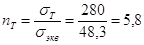 n_T = σ_T / σ_экв = 280 / 48,3 = 5,8